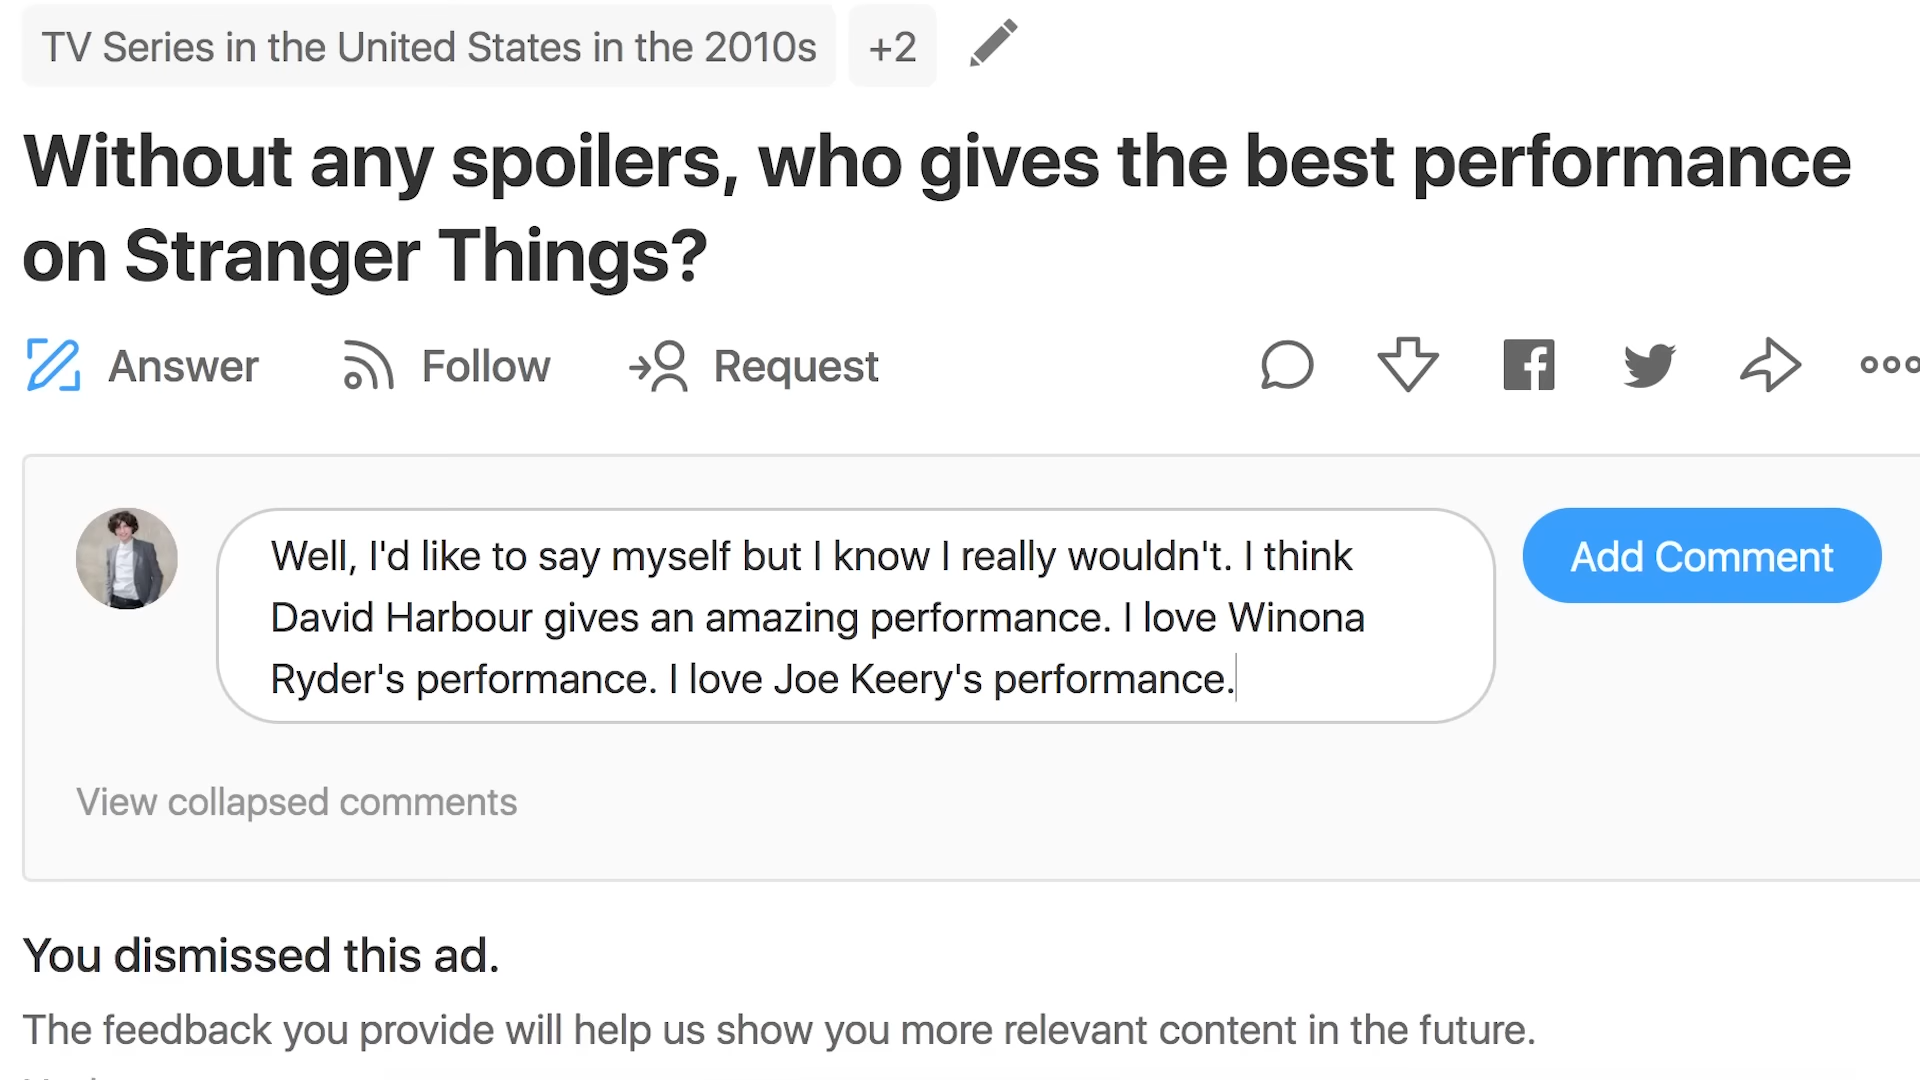 TV Series in the United States in the 2010s +2
Without any spoilers, who gives the best performance
on Stranger Things?
Answer Follow Request
Well, I'd like to say myself but I know I really wouldn't. I think
David Harbour gives an amazing performance. I love Winona
Ryder's performance. I love Joe Keery's performance.
Add Comment
View collapsed comments
You dismissed this ad.
The feedback you provide will help us show you more relevant content in the future.